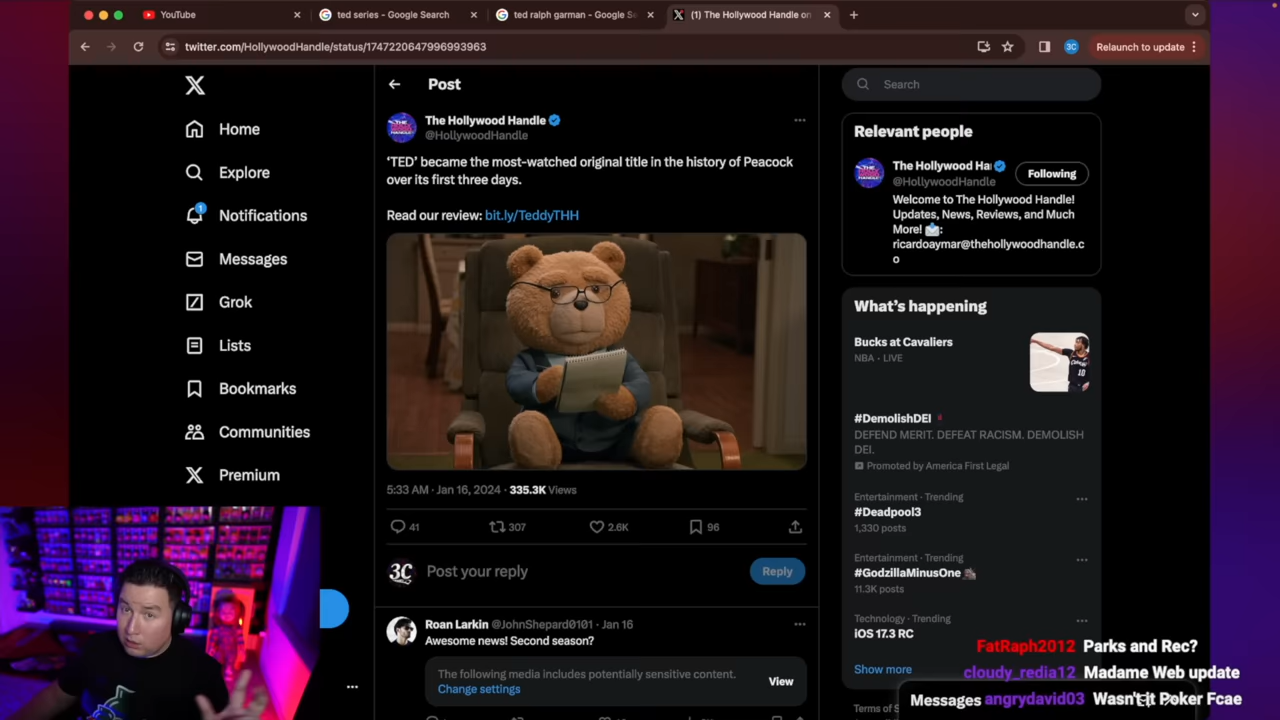 YouTube
ted series - Google Search
ted ralph garman - Google Se
(1) The Hollywood Handle on
twitter.com/HollywoodHandle/status/1747220647996993963
3C
Relaunch to update
Home
Explore
1
Notifications
Messages
Grok
Lists
Bookmarks
Communities
Premium
Post
The Hollywood Handle
@HollywoodHandle
‘TED’ became the most-watched original title in the history of Peacock
over its first three days.
Read our review: bit.ly/TeddyTHH
5:33 AM · Jan 16, 2024 · 335.3K Views
41
307
2.6K
96
3C
Post your reply
Reply
Roan Larkin @JohnShepard0101 · Jan 16
Awesome news! Second season?
The following media includes potentially sensitive content.
Change settings
View
Search
Relevant people
The Hollywood Ha
@HollywoodHandle
Following
Welcome to The Hollywood Handle!
Updates, News, Reviews, and Much
More! 📩:
ricardoaymar@thehollywoodhandle.c
o
What’s happening
Bucks at Cavaliers
NBA · LIVE
#DemolishDEI
DEFEND MERIT. DEFEAT RACISM. DEMOLISH
DEI.
Promoted by America First Legal
Entertainment · Trending
#Deadpool3
1,330 posts
Entertainment · Trending
#GodzillaMinusOne
11.3K posts
Technology · Trending
iOS 17.3 RC
Show more
Terms of S
Messages
FatRaph2012 Parks and Rec?
cloudy_redia12 Madame Web update
angrydavid03 Wasn't it Poker Fcae